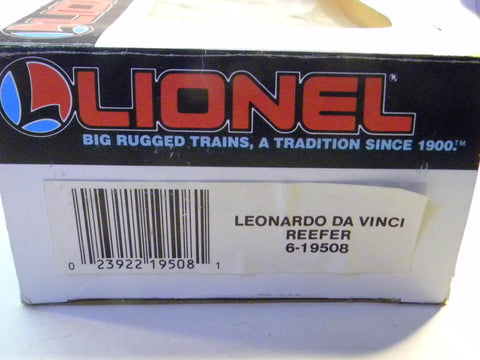 LIONEL®
BIG RUGGED TRAINS, A TRADITION SINCE 1900.™
LEONARDO DA VINCI
REEFER
6-19508
0 23922 19508 1